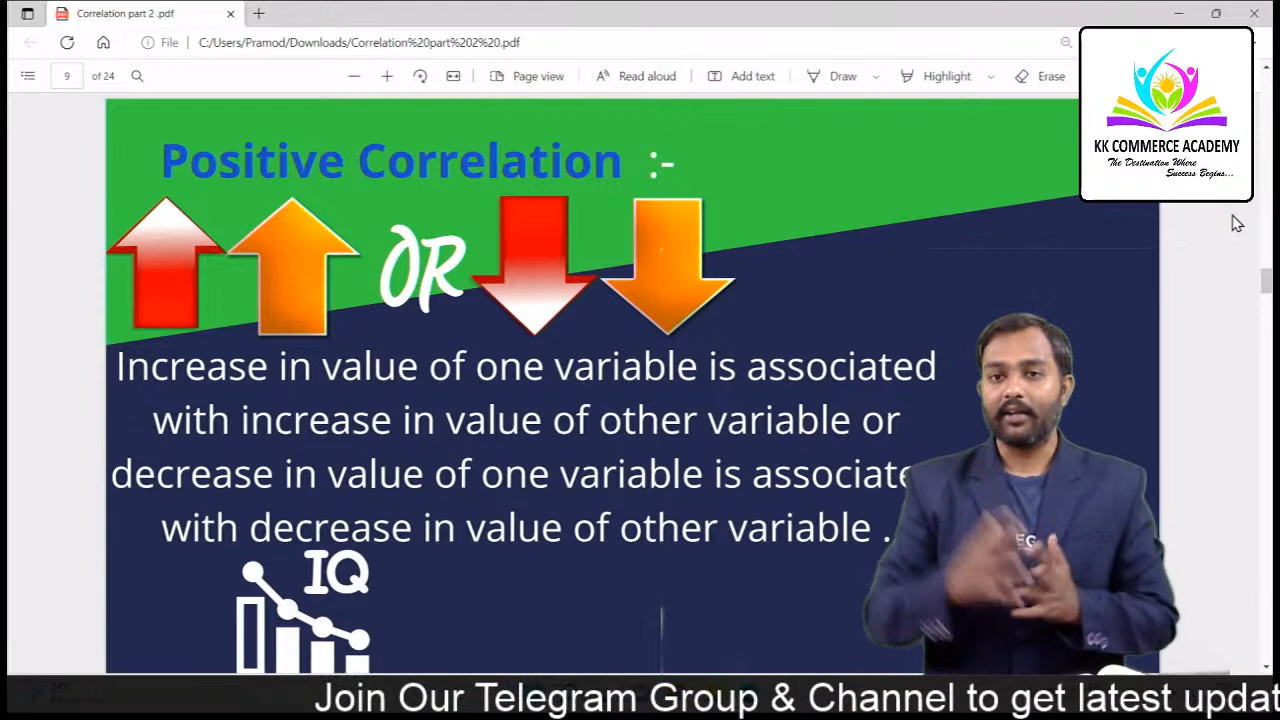 Correlation part 2 .pdf
File C:/Users/Pramod/Downloads/Correlation%20part%202%20.pdf
9 of 24 Page view Read aloud Add text Draw Highlight Erase
KK COMMERCE ACADEMY
The Destination Where
Success Begins...
Positive Correlation :-
OR
Increase in value of one variable is associated
with increase in value of other variable or
decrease in value of one variable is associate
with decrease in value of other variable .
IQ
Join Our Telegram Group & Channel to get latest updat